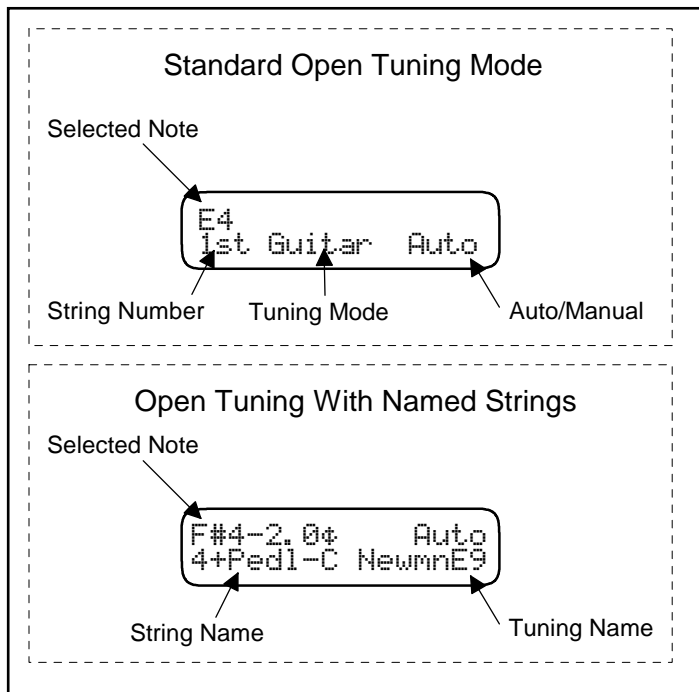 Standard Open Tuning Mode
Selected Note
E4
1st Guitar Auto
String Number Tuning Mode Auto/Manual
Open Tuning With Named Strings
Selected Note
F#4-2.0¢ Auto
4+Pedl-C NewmnE9
String Name Tuning Name